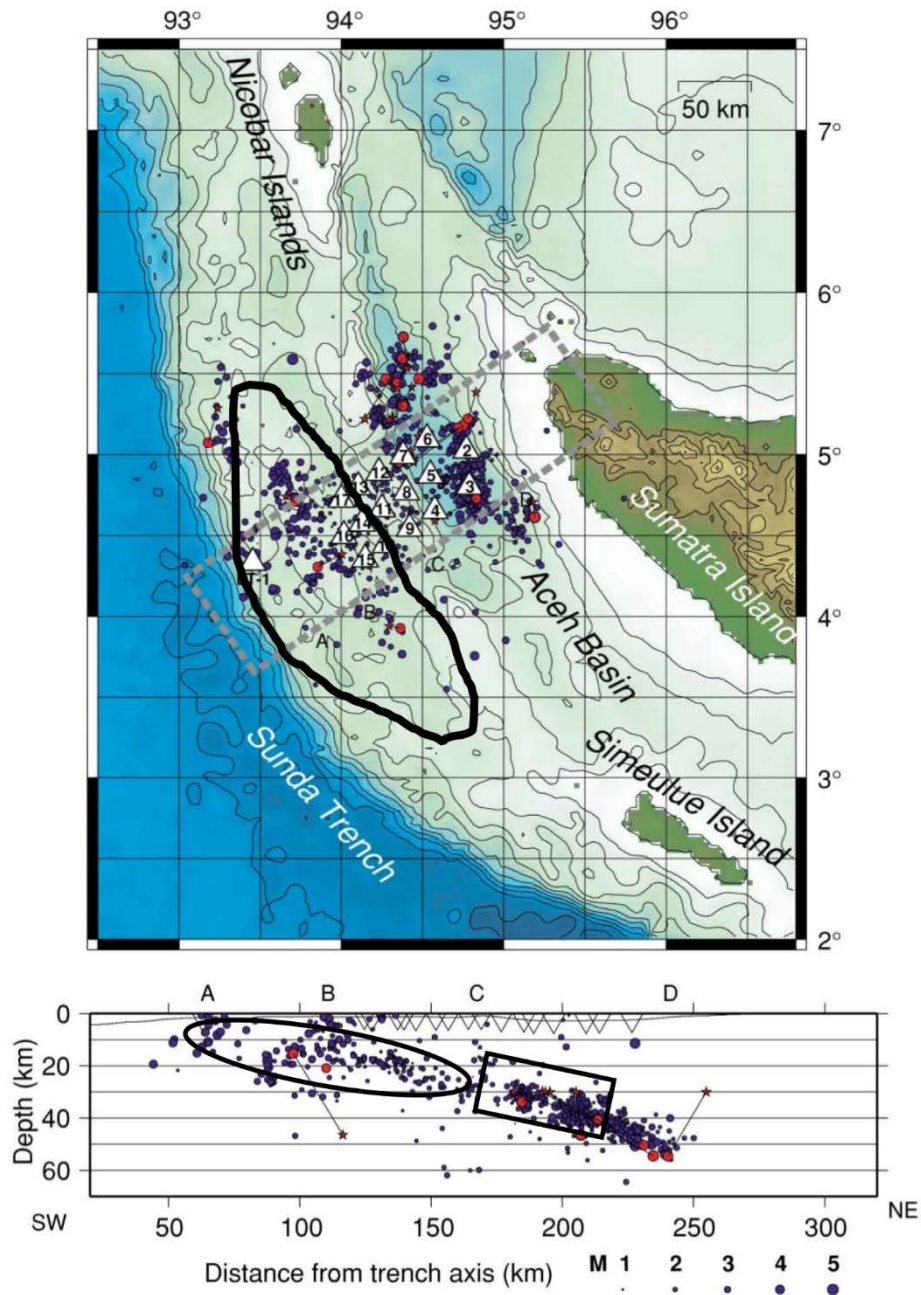 93° 94° 95° 96°
Nicobar Islands
50 km
7°
6°
5°
4°
3°
2°
6
7
2
12
5
3
13
8
17
11
4
14
9
16
15
D
C
B
A
Sumatra Island
Aceh Basin
Simeulue Island
Sunda Trench
A B C D
0
20
40
60
Depth (km)
SW 50 100 150 200 250 300 NE
Distance from trench axis (km)
M 1 2 3 4 5